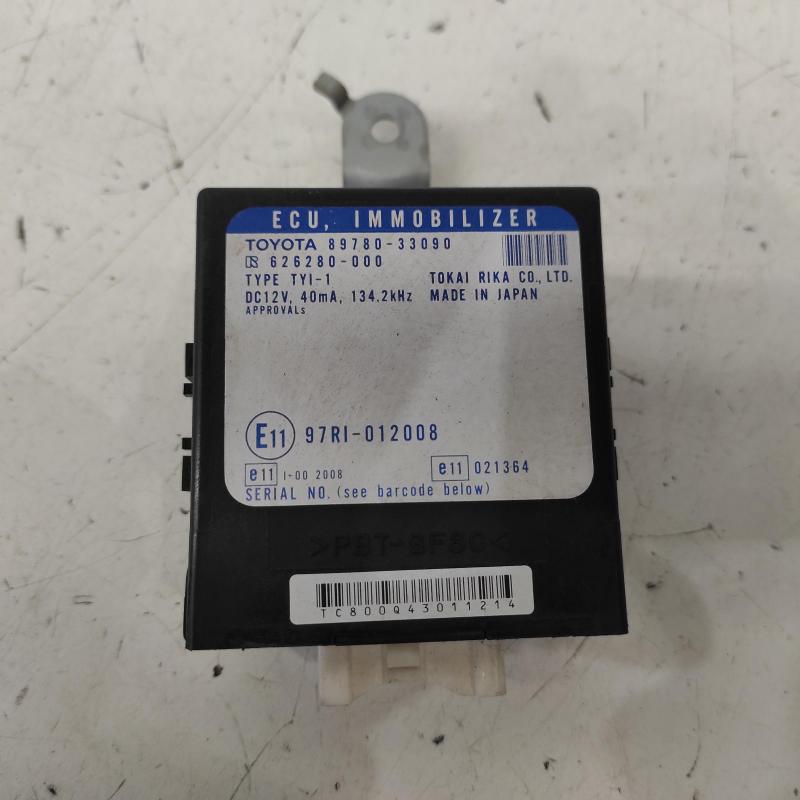 ECU, IMMOBILIZER
TOYOTA 89780-33090
626280-000
TYPE TYI-1 TOKAI RIKA CO., LTD.
DC12V, 40mA, 134.2kHz MADE IN JAPAN
APPROVALs
E11 97RI-012008
e11 I-00 2008 e11 021364
SERIAL NO. (see barcode below)
>PBT-GF30<
TC800Q43011214